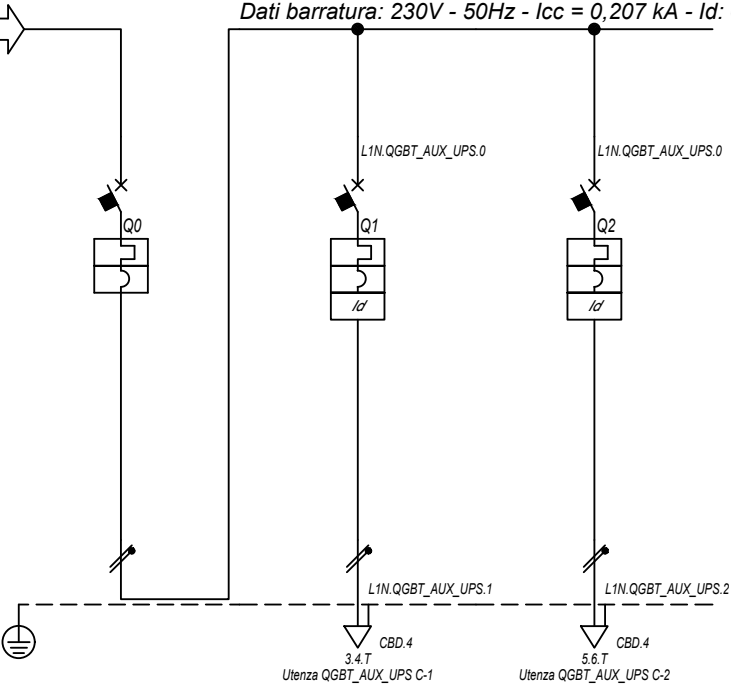 Dati barratura: 230V - 50Hz - Icc = 0,207 kA - Id:
L1N.QGBT_AUX_UPS.0
L1N.QGBT_AUX_UPS.0
Q0
Q1
Q2
Id
Id
L1N.QGBT_AUX_UPS.1
L1N.QGBT_AUX_UPS.2
CBD.4
CBD.4
3.4.T
5.6.T
Utenza QGBT_AUX_UPS C-1
Utenza QGBT_AUX_UPS C-2